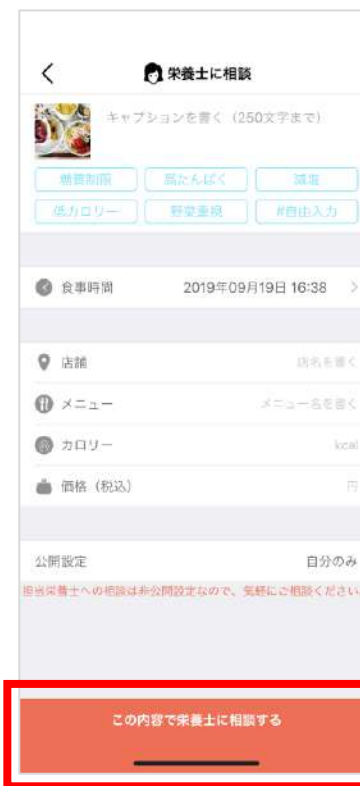 栄養士に相談
キャプションを書く（250文字まで）
糖質制限 高たんぱく 減塩
低カロリー 野菜重視 #自由入力
食事時間 2019年09月19日 16:38
店舗 店名を書く
メニュー メニュー名を書く
カロリー kcal
価格（税込） 円
公開設定 自分のみ
担当栄養士への相談は非公開設定なので、気軽にご相談ください
この内容で栄養士に相談する